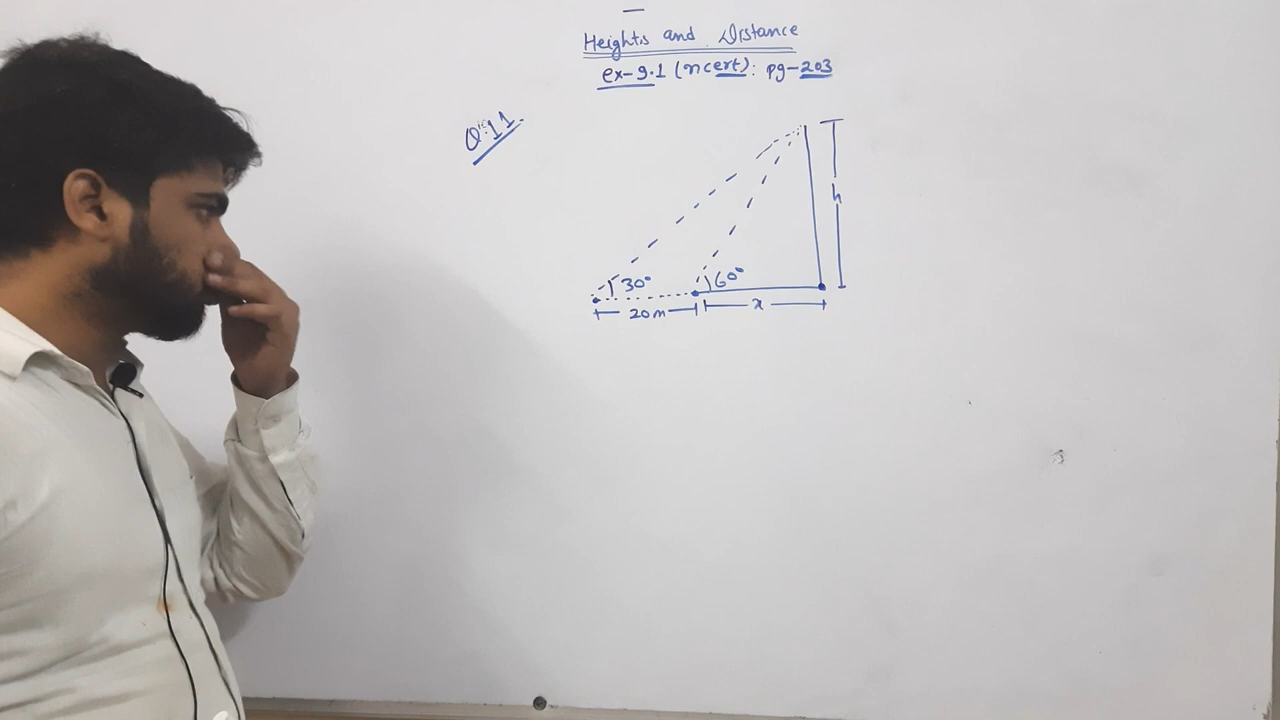 Heights and Distance
ex-9.1 (ncert): pg-203
Q:11
h
30°
60°
20m
x